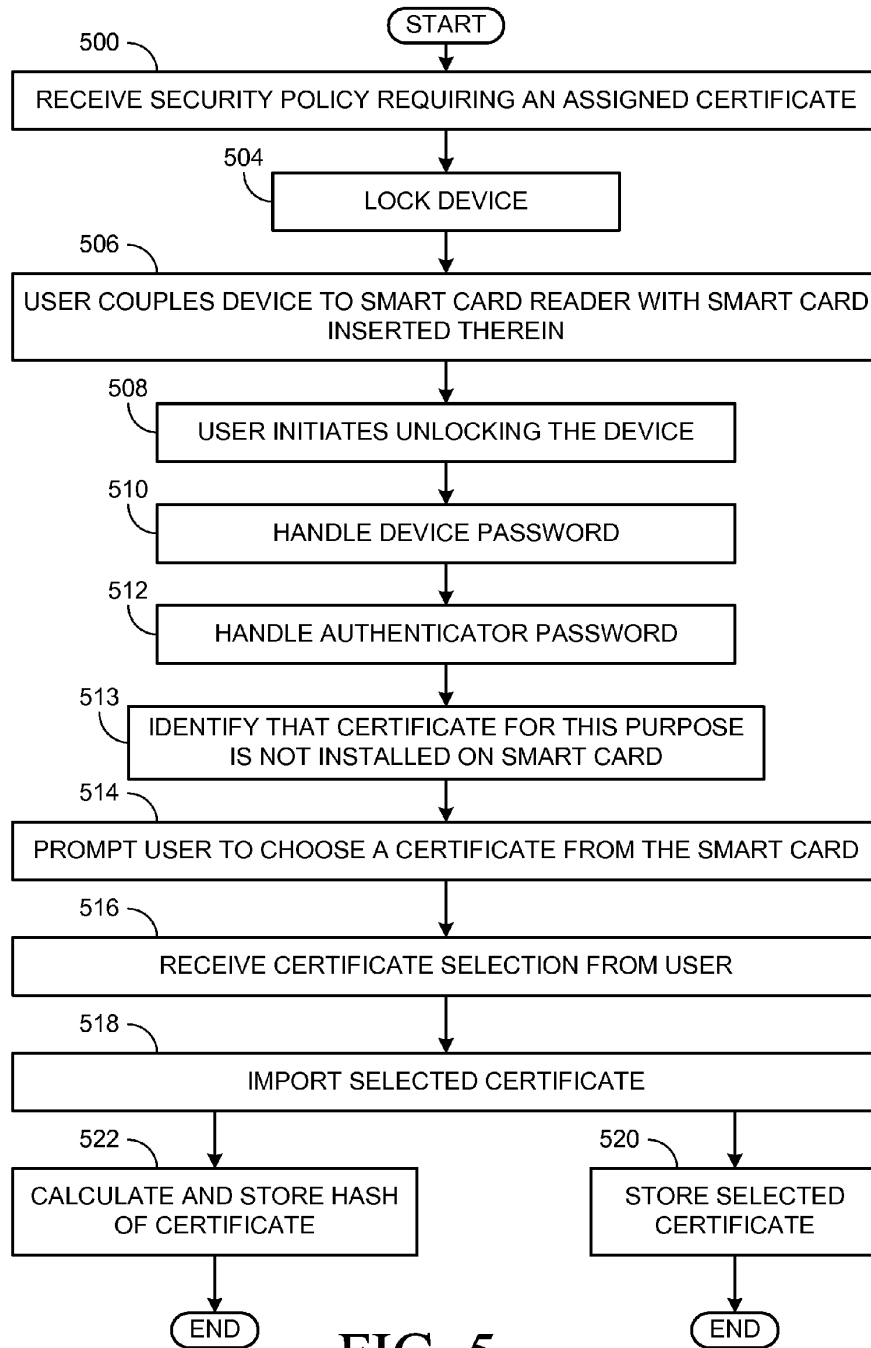 START
500
RECEIVE SECURITY POLICY REQUIRING AN ASSIGNED CERTIFICATE
504
LOCK DEVICE
506
USER COUPLES DEVICE TO SMART CARD READER WITH SMART CARD
INSERTED THEREIN
508
USER INITIATES UNLOCKING THE DEVICE
510
HANDLE DEVICE PASSWORD
512
HANDLE AUTHENTICATOR PASSWORD
513
IDENTIFY THAT CERTIFICATE FOR THIS PURPOSE
IS NOT INSTALLED ON SMART CARD
514
PROMPT USER TO CHOOSE A CERTIFICATE FROM THE SMART CARD
516
RECEIVE CERTIFICATE SELECTION FROM USER
518
IMPORT SELECTED CERTIFICATE
522
CALCULATE AND STORE HASH
OF CERTIFICATE
520
STORE SELECTED
CERTIFICATE
END
END
FIG. 5